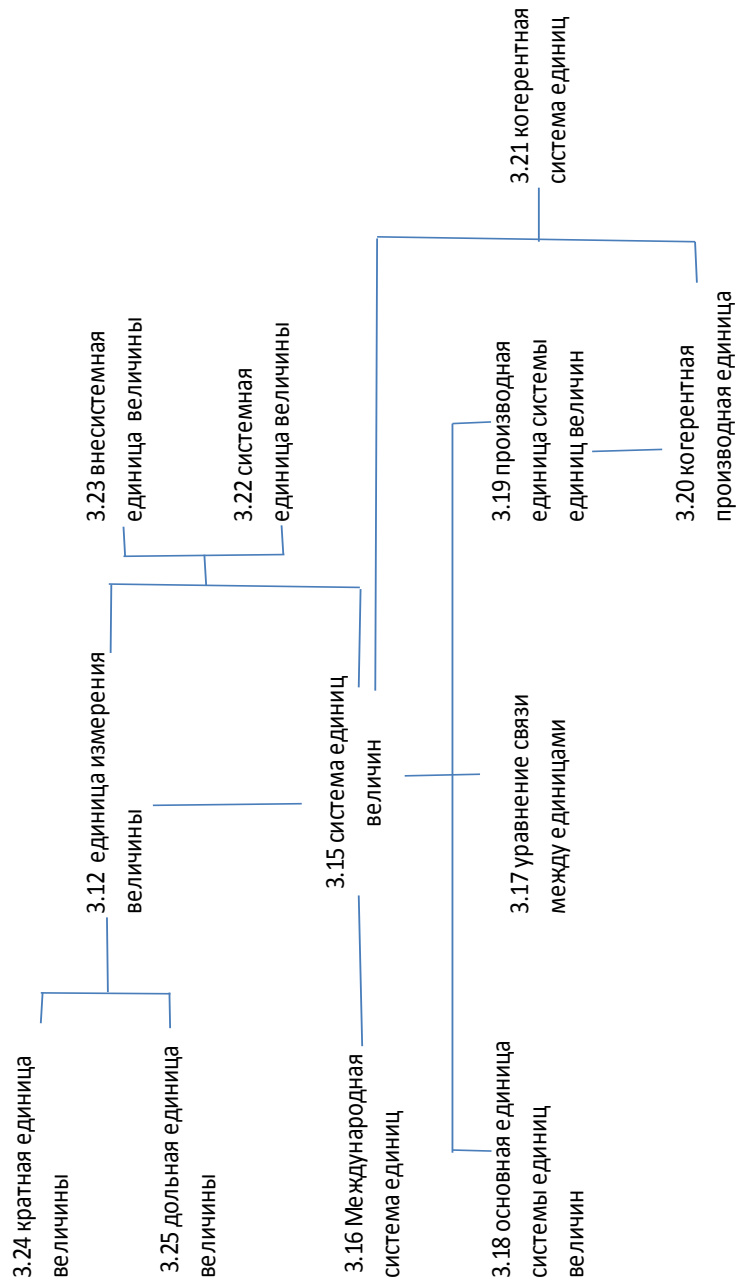 3.24 кратная единица
величины
3.25 дольная единица
величины
3.12 единица измерения
величины
3.23 внесистемная
единица величины
3.22 системная
единица величины
3.16 Международная
система единиц
3.15 система единиц
величин
3.21 когерентная
система единиц
3.18 основная единица
системы единиц
величин
3.17 уравнение связи
между единицами
3.19 производная
единица системы
единиц величин
3.20 когерентная
производная единица